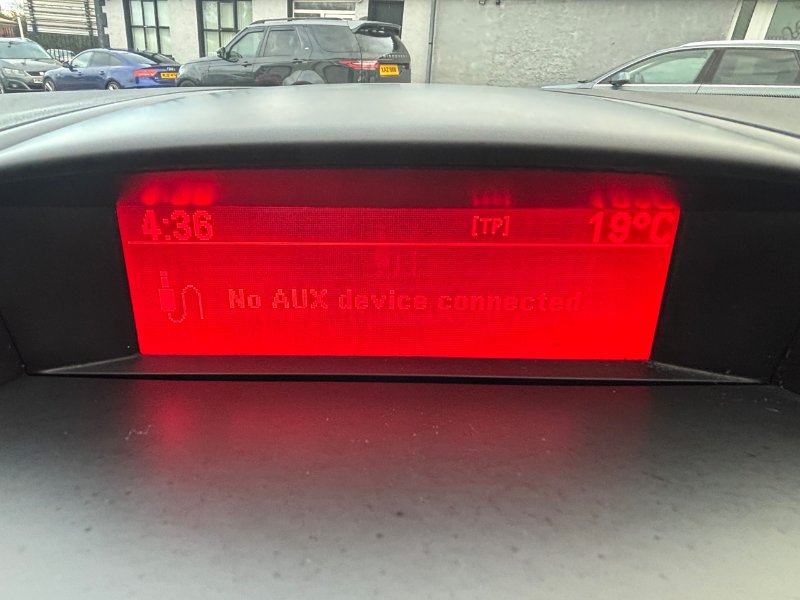 4:36 [TP] 19°C
No AUX device connected